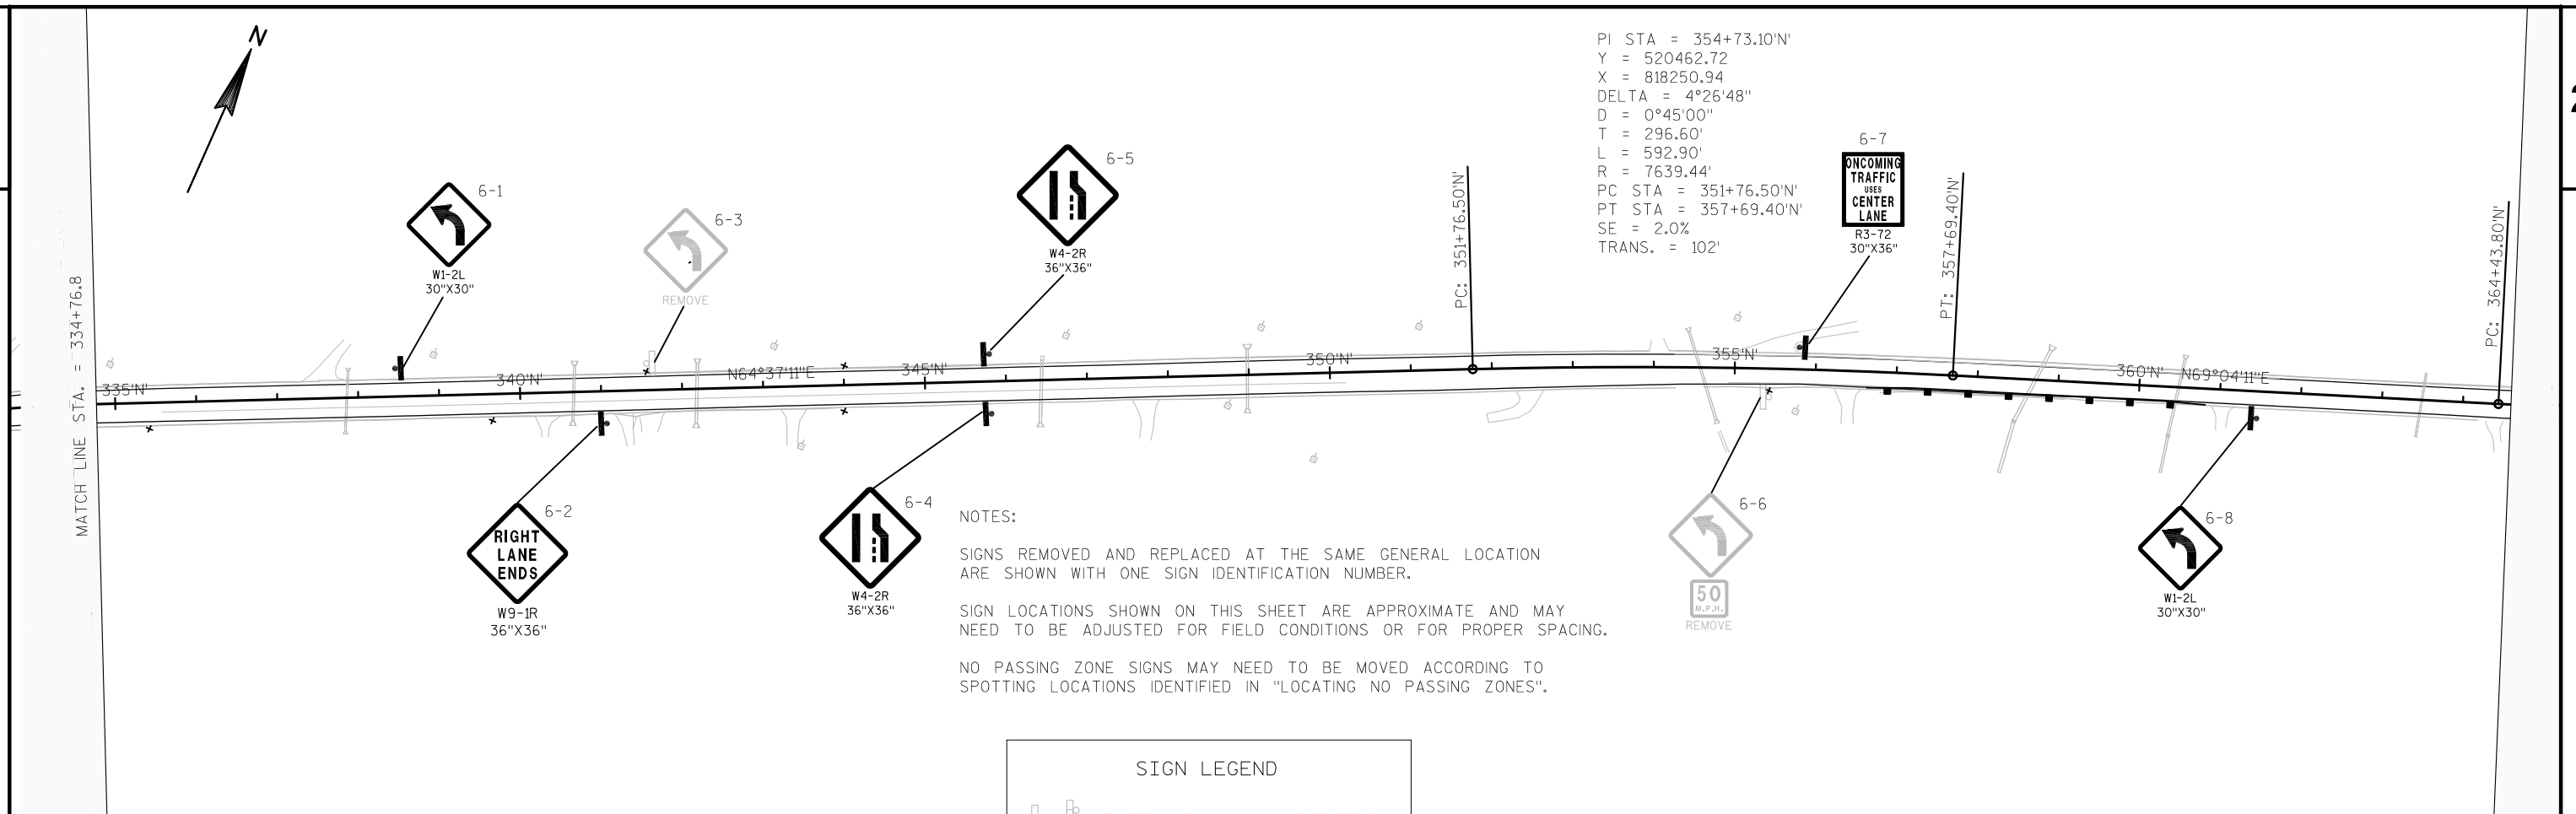 N
PI STA = 354+73.10'N'
Y = 520462.72
X = 818250.94
DELTA = 4°26'48"
D = 0°45'00"
T = 296.60'
L = 592.90'
R = 7639.44'
PC STA = 351+76.50'N'
PT STA = 357+69.40'N'
SE = 2.0%
TRANS. = 102'
6-1
W1-2L
30"X30"
6-3
REMOVE
6-5
W4-2R
36"X36"
6-7
ONCOMING
TRAFFIC
USES
CENTER
LANE
R3-72
30"X36"
PC: 351+76.50'N'
PT: 357+69.40'N'
PC: 364+43.80'N'
MATCH LINE STA. = 334+76.8
335'N'
340'N'
N64°37'11"E
345'N'
350'N'
355'N'
360'N'
N69°04'11"E
6-2
RIGHT
LANE
ENDS
W9-1R
36"X36"
6-4
W4-2R
36"X36"
6-6
50
M.P.H.
REMOVE
6-8
W1-2L
30"X30"
NOTES:
SIGNS REMOVED AND REPLACED AT THE SAME GENERAL LOCATION
ARE SHOWN WITH ONE SIGN IDENTIFICATION NUMBER.
SIGN LOCATIONS SHOWN ON THIS SHEET ARE APPROXIMATE AND MAY
NEED TO BE ADJUSTED FOR FIELD CONDITIONS OR FOR PROPER SPACING.
NO PASSING ZONE SIGNS MAY NEED TO BE MOVED ACCORDING TO
SPOTTING LOCATIONS IDENTIFIED IN "LOCATING NO PASSING ZONES".
SIGN LEGEND